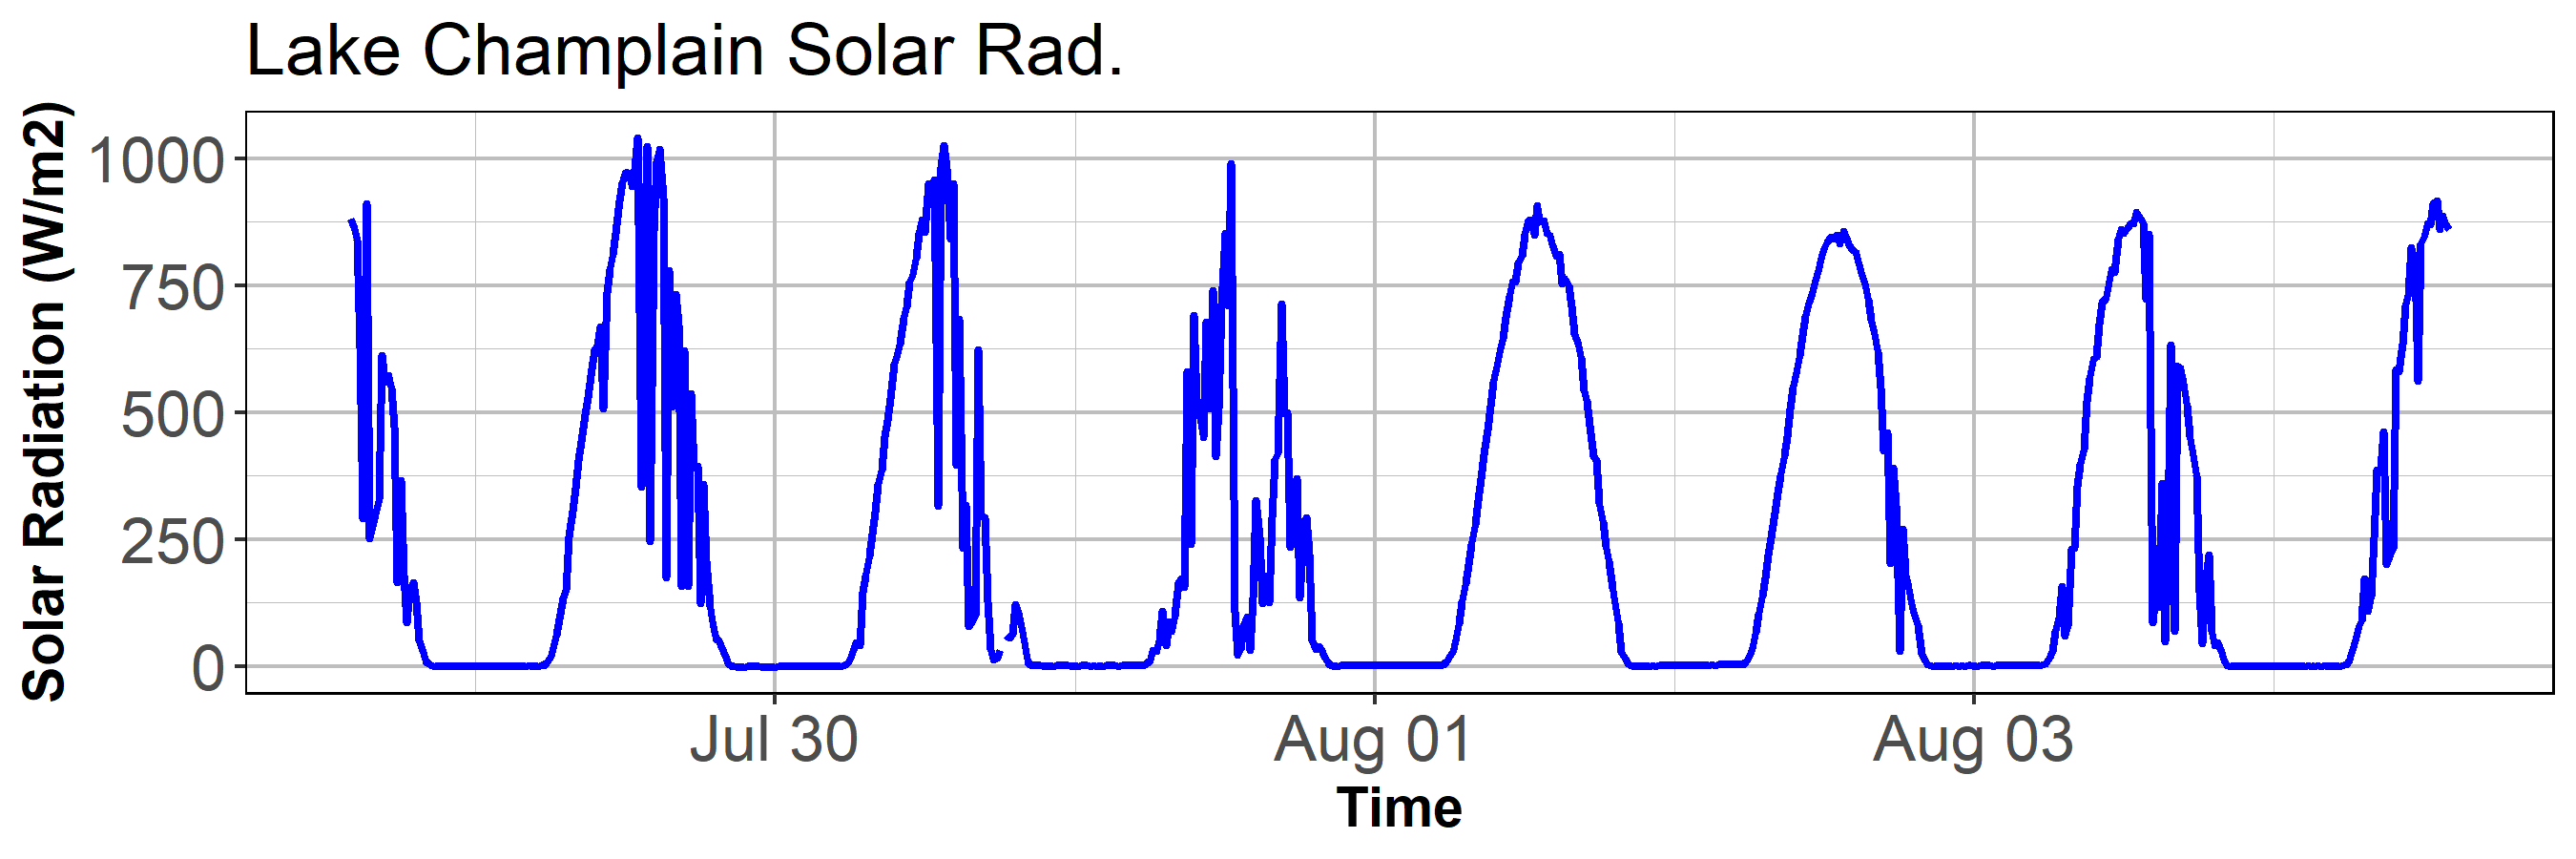 Lake Champlain Solar Rad.
Solar Radiation (W/m2)
1000
750
500
250
0
Jul 30
Aug 01
Aug 03
Time